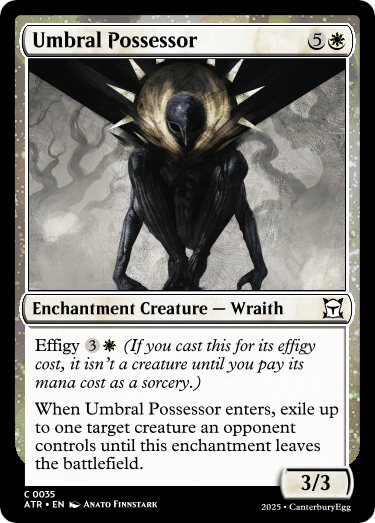 Umbral Possessor 5
Enchantment Creature — Wraith
Effigy 3 (If you cast this for its effigy
cost, it isn't a creature until you pay its
mana cost as a sorcery.)
When Umbral Possessor enters, exile up
to one target creature an opponent
controls until this enchantment leaves
the battlefield.
3/3
C 0035
ATR • EN Anato Finnstark
2025 • CanterburyEgg